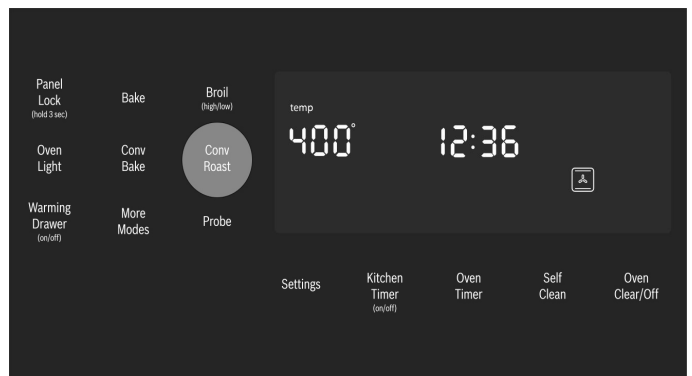 Panel
Lock
(hold 3 sec)
Bake
Broil
(high/low)
Oven
Light
Conv
Bake
Conv
Roast
Warming
Drawer
(on/off)
More
Modes
Probe
temp
400°
12:36
Settings
Kitchen
Timer
(on/off)
Oven
Timer
Self
Clean
Oven
Clear/Off